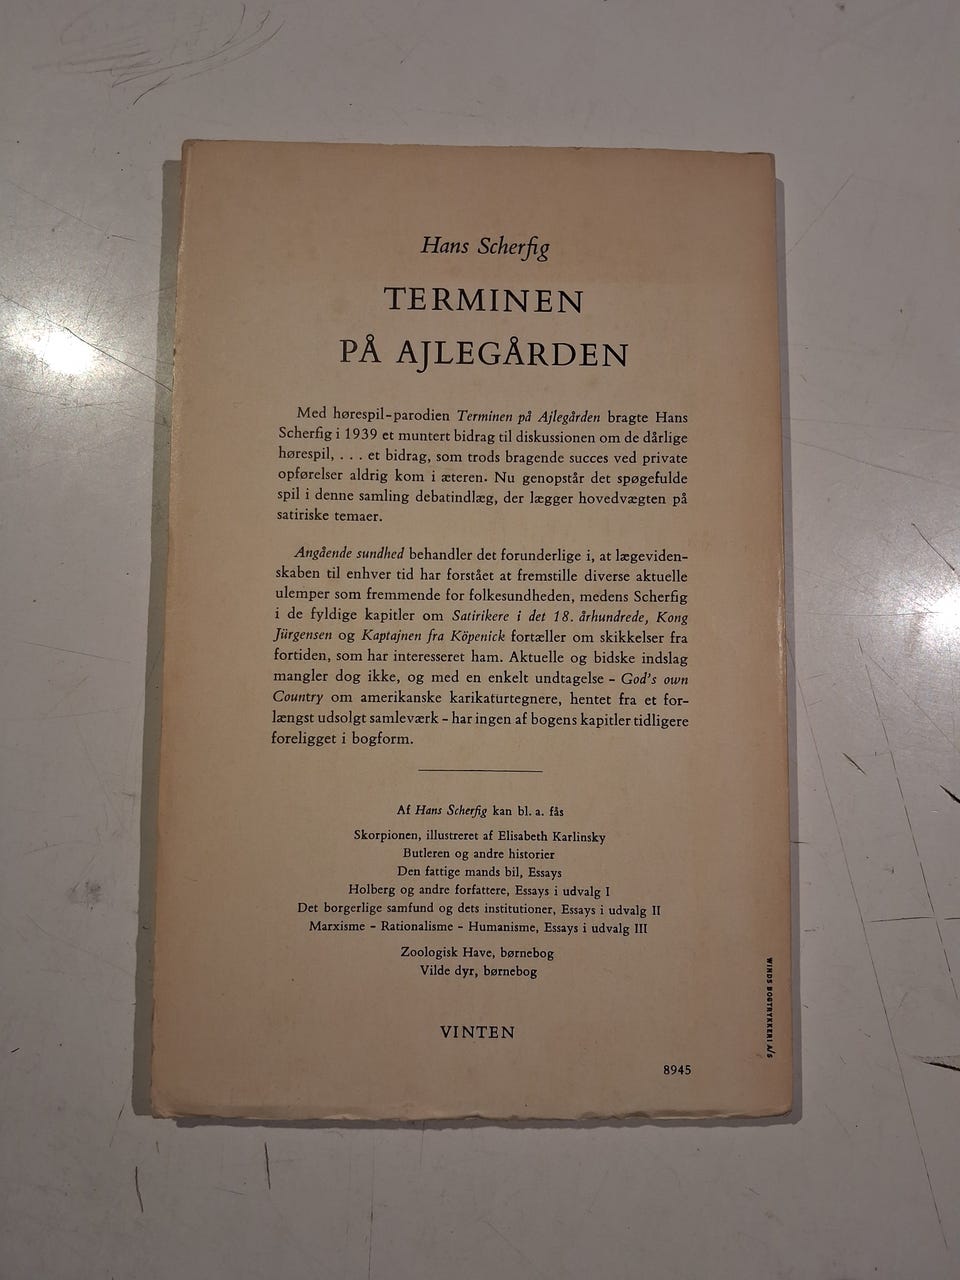 Hans Scherfig
TERMINEN
PÅ AJLEGÅRDEN
Med hørespil-parodien Terminen på Ajlegården bragte Hans
Scherfig i 1939 et muntert bidrag til diskussionen om de dårlige
hørespil, . . . et bidrag, som trods bragende succes ved private
opførelser aldrig kom i æteren. Nu genopstår det spøgefulde
spil i denne samling debatindlæg, der lægger hovedvægten på
satiriske temaer.
Angående sundhed behandler det forunderlige i, at lægeviden-
skaben til enhver tid har forstået at fremstille diverse aktuelle
ulemper som fremmende for folkesundheden, medens Scherfig
i de fyldige kapitler om Satirikere i det 18. århundrede, Kong
Jürgensen og Kaptajnen fra Köpenick fortæller om skikkelser fra
fortiden, som har interesseret ham. Aktuelle og bidske indslag
mangler dog ikke, og med en enkelt undtagelse – God's own
Country om amerikanske karikaturtegnere, hentet fra et for-
længst udsolgt samleværk – har ingen af bogens kapitler tidligere
foreligget i bogform.
Af Hans Scherfig kan bl. a. fås
Skorpionen, illustreret af Elisabeth Karlinsky
Butleren og andre historier
Den fattige mands bil, Essays
Holberg og andre forfattere, Essays i udvalg I
Det borgerlige samfund og dets institutioner, Essays i udvalg II
Marxisme – Rationalisme – Humanisme, Essays i udvalg III
Zoologisk Have, børnebog
Vilde dyr, børnebog
VINTEN
WINDS BOGTRYKKERI A/S
8945